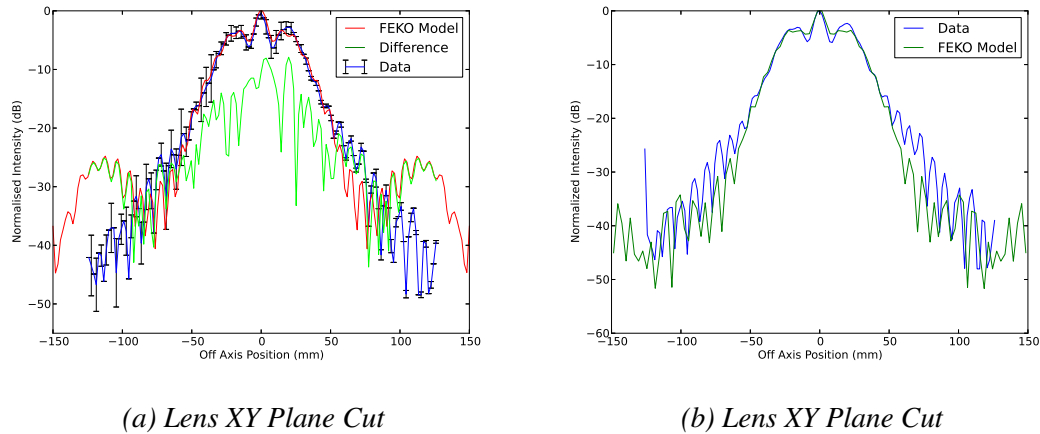 0
−10
−20
−30
−40
−50
Normalised Intensity (dB)
−150 −100 −50 0 50 100 150
Off Axis Position (mm)
FEKO Model
Difference
Data
(a) Lens XY Plane Cut
0
−10
−20
−30
−40
−50
−60
Normalized Intensity (dB)
−150 −100 −50 0 50 100 150
Off Axis Position (mm)
Data
FEKO Model
(b) Lens XY Plane Cut